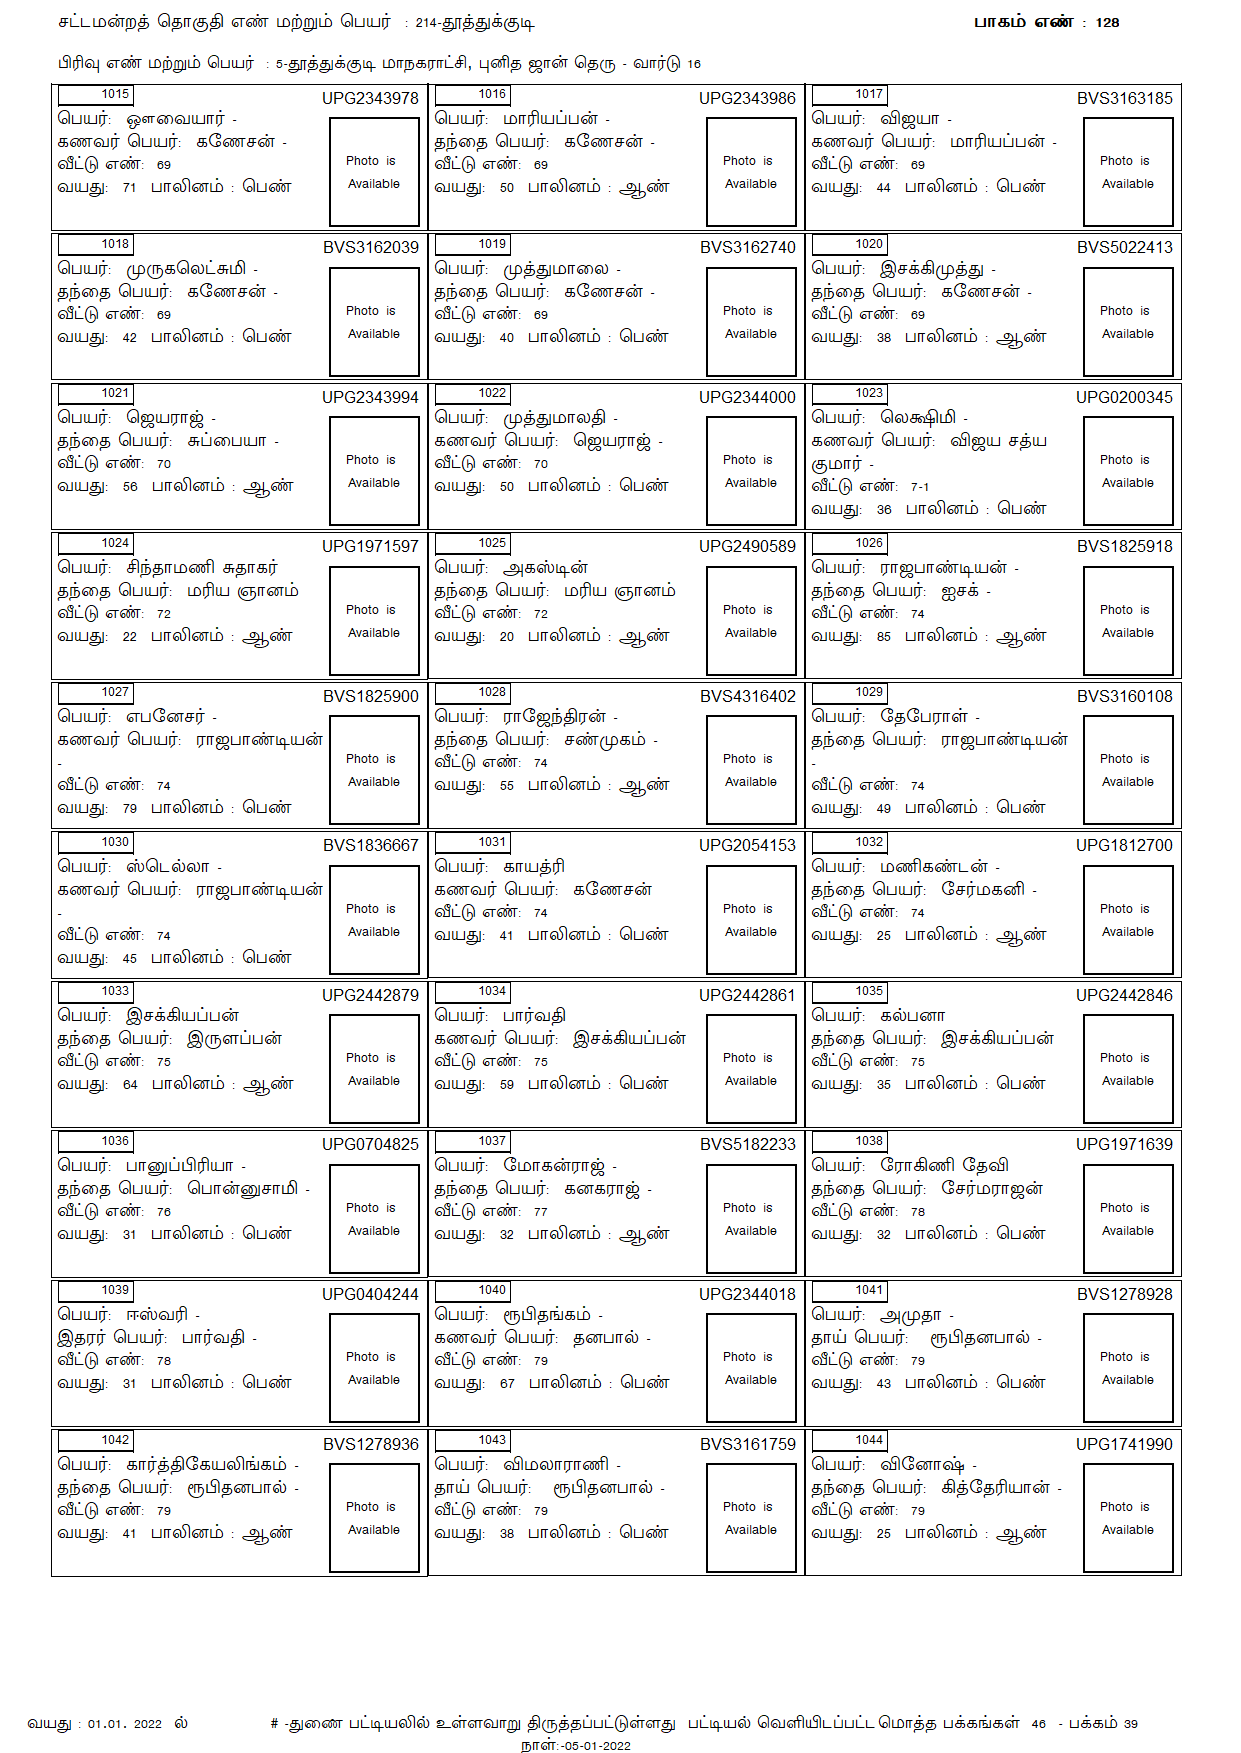 சட்டமன்றத் தொகுதி எண் மற்றும் பெயர் : 214-தூத்துக்குடி பாகம் எண் : 128
பிரிவு எண் மற்றும் பெயர் : 5-தூத்துக்குடி மாநகராட்சி, புனித ஜான் தெரு - வார்டு 16
1015 UPG2343978
பெயர்: ஔவையார் -
கணவர் பெயர்: கணேசன் -
வீட்டு எண்: 69
வயது: 71 பாலினம் : பெண்
Photo is
Available
1016 UPG2343986
பெயர்: மாரியப்பன் -
தந்தை பெயர்: கணேசன் -
வீட்டு எண்: 69
வயது: 50 பாலினம் : ஆண்
Photo is
Available
1017 BVS3163185
பெயர்: விஜயா -
கணவர் பெயர்: மாரியப்பன் -
வீட்டு எண்: 69
வயது: 44 பாலினம் : பெண்
Photo is
Available
1018 BVS3162039
பெயர்: முருகலெட்சுமி -
தந்தை பெயர்: கணேசன் -
வீட்டு எண்: 69
வயது: 42 பாலினம் : பெண்
Photo is
Available
1019 BVS3162740
பெயர்: முத்துமாலை -
தந்தை பெயர்: கணேசன் -
வீட்டு எண்: 69
வயது: 40 பாலினம் : பெண்
Photo is
Available
1020 BVS5022413
பெயர்: இசக்கிமுத்து -
தந்தை பெயர்: கணேசன் -
வீட்டு எண்: 69
வயது: 38 பாலினம் : ஆண்
Photo is
Available
1021 UPG2343994
பெயர்: ஜெயராஜ் -
தந்தை பெயர்: சுப்பையா -
வீட்டு எண்: 70
வயது: 56 பாலினம் : ஆண்
Photo is
Available
1022 UPG2344000
பெயர்: முத்துமாலதி -
கணவர் பெயர்: ஜெயராஜ் -
வீட்டு எண்: 70
வயது: 50 பாலினம் : பெண்
Photo is
Available
1023 UPG0200345
பெயர்: லெக்ஷிமி -
கணவர் பெயர்: விஜய சத்ய
குமார் -
வீட்டு எண்: 7-1
வயது: 36 பாலினம் : பெண்
Photo is
Available
1024 UPG1971597
பெயர்: சிந்தாமணி சுதாகர்
தந்தை பெயர்: மரிய ஞானம்
வீட்டு எண்: 72
வயது: 22 பாலினம் : ஆண்
Photo is
Available
1025 UPG2490589
பெயர்: அகஸ்டின்
தந்தை பெயர்: மரிய ஞானம்
வீட்டு எண்: 72
வயது: 20 பாலினம் : ஆண்
Photo is
Available
1026 BVS1825918
பெயர்: ராஜபாண்டியன் -
தந்தை பெயர்: ஐசக் -
வீட்டு எண்: 74
வயது: 85 பாலினம் : ஆண்
Photo is
Available
1027 BVS1825900
பெயர்: எபனேசர் -
கணவர் பெயர்: ராஜபாண்டியன்
-
வீட்டு எண்: 74
வயது: 79 பாலினம் : பெண்
Photo is
Available
1028 BVS4316402
பெயர்: ராஜேந்திரன் -
தந்தை பெயர்: சண்முகம் -
வீட்டு எண்: 74
வயது: 55 பாலினம் : ஆண்
Photo is
Available
1029 BVS3160108
பெயர்: தேபேராள் -
தந்தை பெயர்: ராஜபாண்டியன்
-
வீட்டு எண்: 74
வயது: 49 பாலினம் : பெண்
Photo is
Available
1030 BVS1836667
பெயர்: ஸ்டெல்லா -
கணவர் பெயர்: ராஜபாண்டியன்
-
வீட்டு எண்: 74
வயது: 45 பாலினம் : பெண்
Photo is
Available
1031 UPG2054153
பெயர்: காயத்ரி
கணவர் பெயர்: கணேசன்
வீட்டு எண்: 74
வயது: 41 பாலினம் : பெண்
Photo is
Available
1032 UPG1812700
பெயர்: மணிகண்டன் -
தந்தை பெயர்: சேர்மகனி -
வீட்டு எண்: 74
வயது: 25 பாலினம் : ஆண்
Photo is
Available
1033 UPG2442879
பெயர்: இசக்கியப்பன்
தந்தை பெயர்: இருளப்பன்
வீட்டு எண்: 75
வயது: 64 பாலினம் : ஆண்
Photo is
Available
1034 UPG2442861
பெயர்: பார்வதி
கணவர் பெயர்: இசக்கியப்பன்
வீட்டு எண்: 75
வயது: 59 பாலினம் : பெண்
Photo is
Available
1035 UPG2442846
பெயர்: கல்பனா
தந்தை பெயர்: இசக்கியப்பன்
வீட்டு எண்: 75
வயது: 35 பாலினம் : பெண்
Photo is
Available
1036 UPG0704825
பெயர்: பானுப்பிரியா -
தந்தை பெயர்: பொன்னுசாமி -
வீட்டு எண்: 76
வயது: 31 பாலினம் : பெண்
Photo is
Available
1037 BVS5182233
பெயர்: மோகன்ராஜ் -
தந்தை பெயர்: கனகராஜ் -
வீட்டு எண்: 77
வயது: 32 பாலினம் : ஆண்
Photo is
Available
1038 UPG1971639
பெயர்: ரோகிணி தேவி
தந்தை பெயர்: சேர்மராஜன்
வீட்டு எண்: 78
வயது: 32 பாலினம் : பெண்
Photo is
Available
1039 UPG0404244
பெயர்: ஈஸ்வரி -
இதரர் பெயர்: பார்வதி -
வீட்டு எண்: 78
வயது: 31 பாலினம் : பெண்
Photo is
Available
1040 UPG2344018
பெயர்: ரூபிதங்கம் -
கணவர் பெயர்: தனபால் -
வீட்டு எண்: 79
வயது: 67 பாலினம் : பெண்
Photo is
Available
1041 BVS1278928
பெயர்: அமுதா -
தாய் பெயர்: ரூபிதனபால் -
வீட்டு எண்: 79
வயது: 43 பாலினம் : பெண்
Photo is
Available
1042 BVS1278936
பெயர்: கார்த்திகேயலிங்கம் -
தந்தை பெயர்: ரூபிதனபால் -
வீட்டு எண்: 79
வயது: 41 பாலினம் : ஆண்
Photo is
Available
1043 BVS3161759
பெயர்: விமலாராணி -
தாய் பெயர்: ரூபிதனபால் -
வீட்டு எண்: 79
வயது: 38 பாலினம் : பெண்
Photo is
Available
1044 UPG1741990
பெயர்: வினோஷ் -
தந்தை பெயர்: கித்தேரியான் -
வீட்டு எண்: 79
வயது: 25 பாலினம் : ஆண்
Photo is
Available
வயது : 01.01. 2022 ல் # -துணை பட்டியலில் உள்ளவாறு திருத்தப்பட்டுள்ளது பட்டியல் வெளியிடப்பட்ட மொத்த பக்கங்கள் 46 - பக்கம் 39
நாள்:-05-01-2022